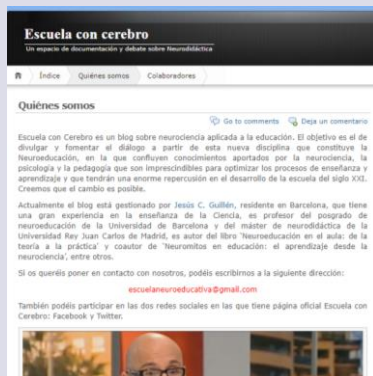 Escuela con cerebro
Un espacio de documentación y debate sobre Neurodidáctica
Índice Quiénes somos Colaboradores
Quiénes somos
Go to comments Deja un comentario
Escuela con Cerebro es un blog sobre neurociencia aplicada a la educación. El objetivo es el de
divulgar y fomentar el diálogo a partir de esta nueva disciplina que constituye la
Neuroeducación, en la que confluyen conocimientos aportados por la neurociencia, la
psicología y la pedagogía que son imprescindibles para optimizar los procesos de enseñanza y
aprendizaje y que tendrán una enorme repercusión en el desarrollo de la escuela del siglo XXI.
Creemos que el cambio es posible.
Actualmente el blog está gestionado por Jesús C. Guillén, residente en Barcelona, que tiene
una gran experiencia en la enseñanza de la Ciencia, es profesor del posgrado de
neuroeducación de la Universidad de Barcelona y del máster de neurodidáctica de la
Universidad Rey Juan Carlos de Madrid, es autor del libro 'Neuroeducación en el aula: de la
teoría a la práctica' y coautor de 'Neuromitos en educación: el aprendizaje desde la
neurociencia', entre otros.
Si os queréis poner en contacto con nosotros, podéis escribirnos a la siguiente dirección:
escuelaneuroeducativa@gmail.com
También podéis participar en las dos redes sociales en las que tiene página oficial Escuela con
Cerebro: Facebook y Twitter.